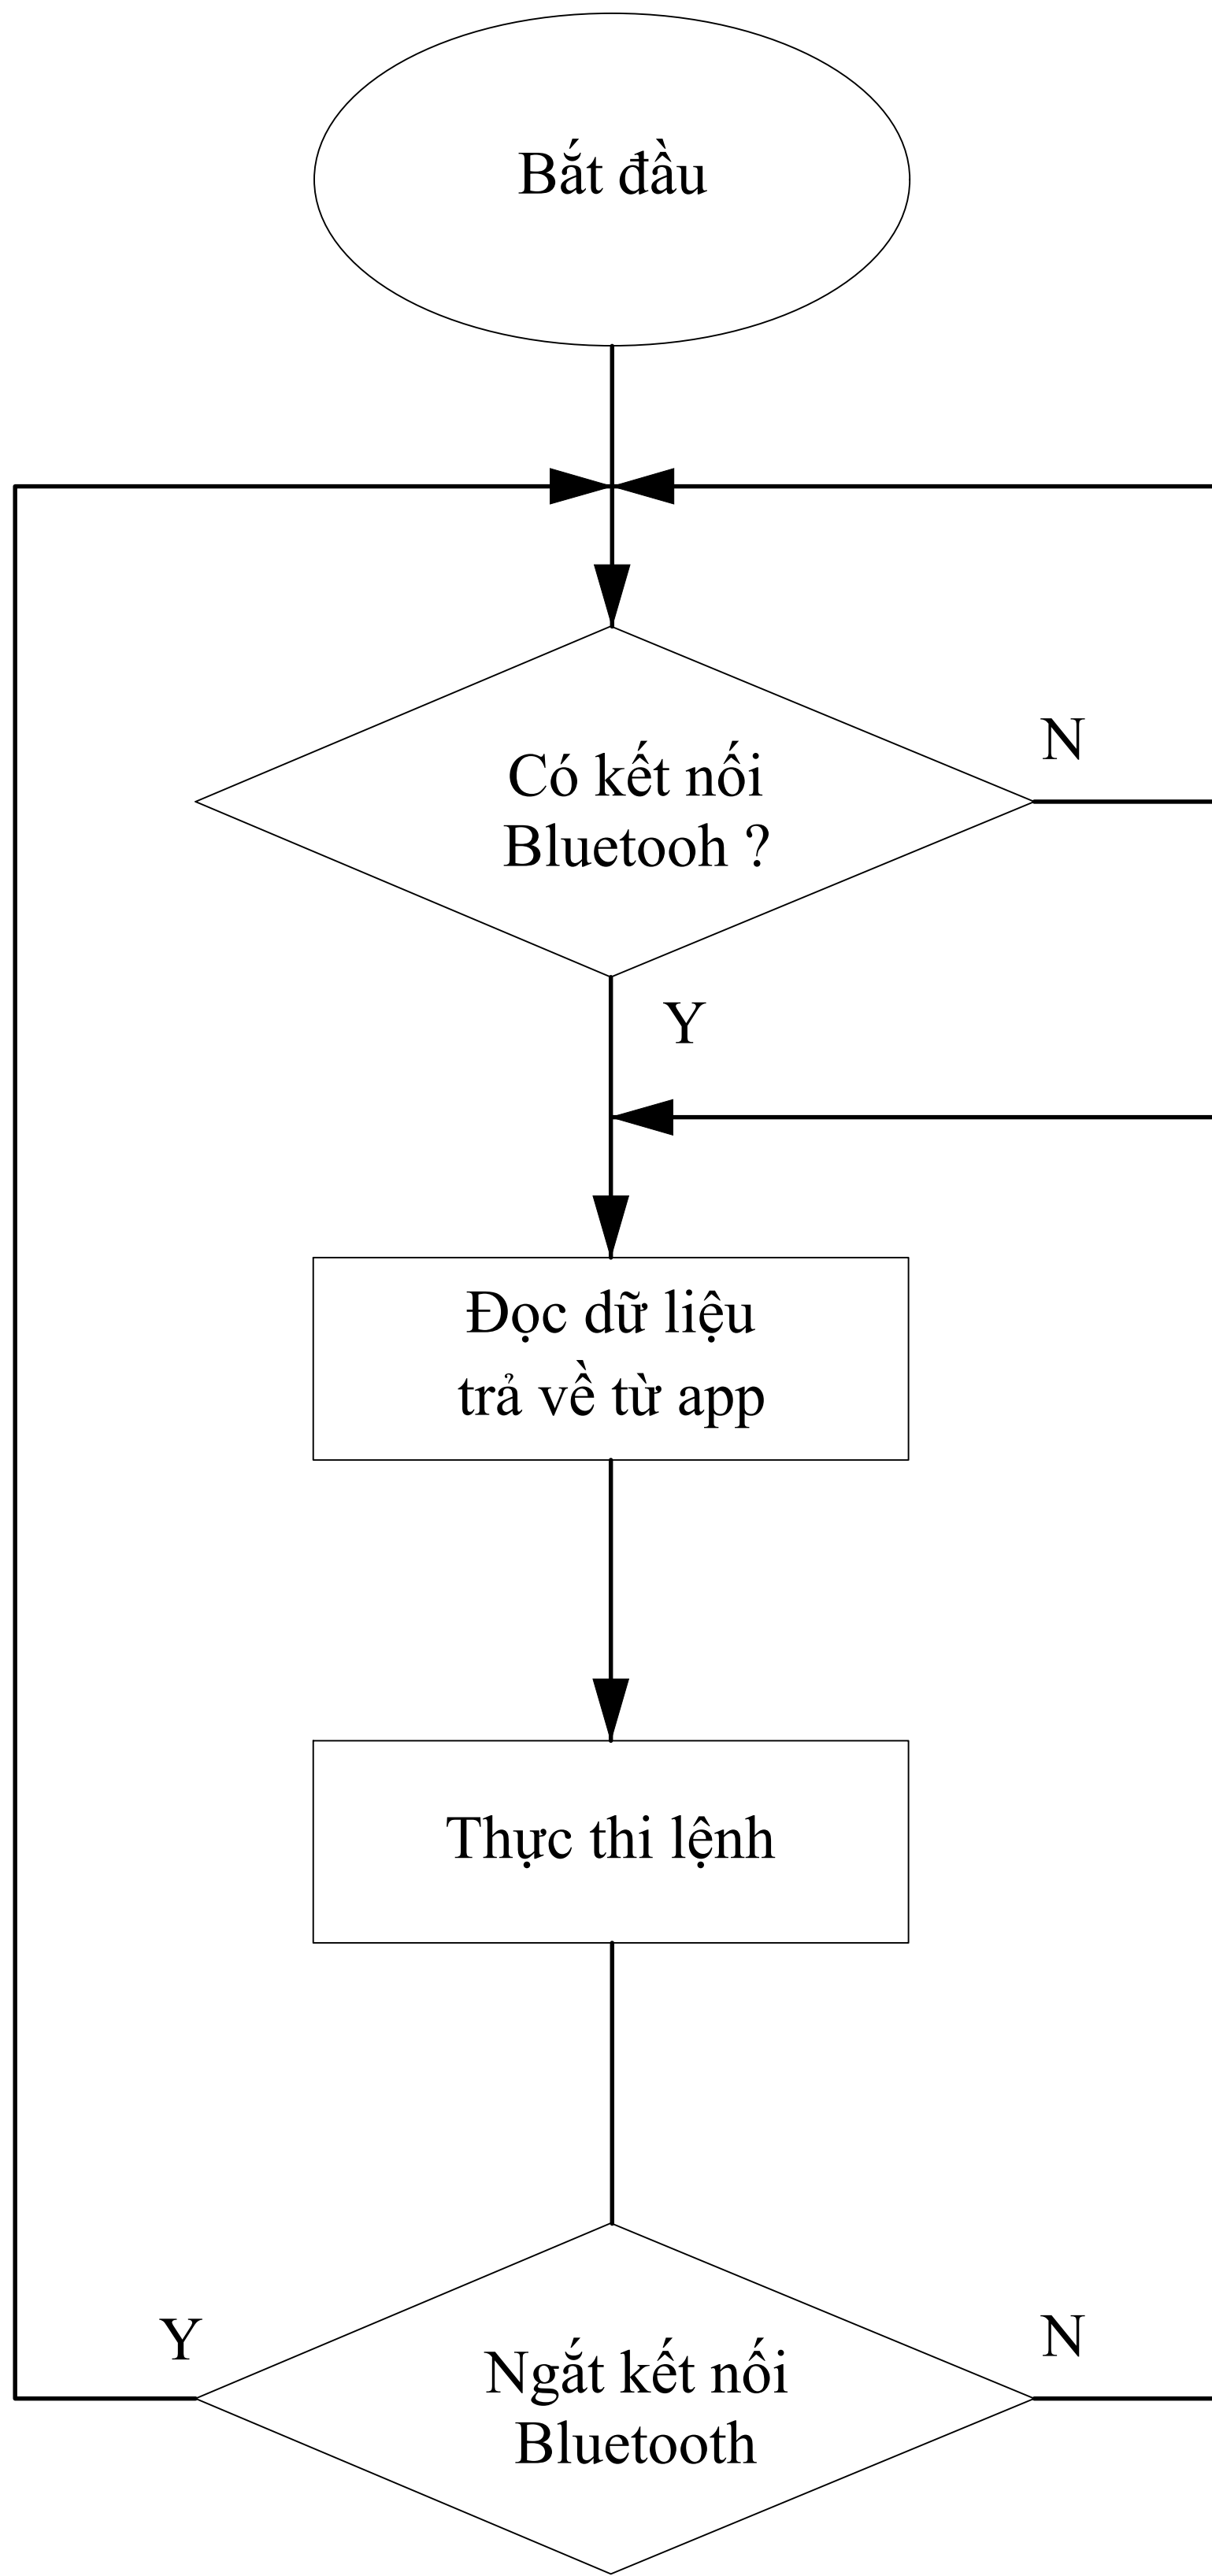 Bắt đầu
Có kết nối
Bluetooh ?
N
Y
Đọc dữ liệu
trả về từ app
Thực thi lệnh
Y
Ngắt kết nối
Bluetooth
N